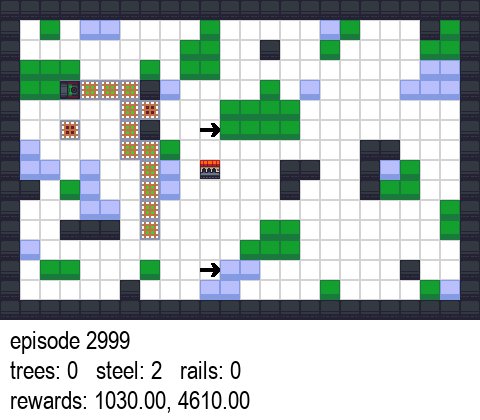 episode 2999
trees: 0 steel: 2 rails: 0
rewards: 1030.00, 4610.00